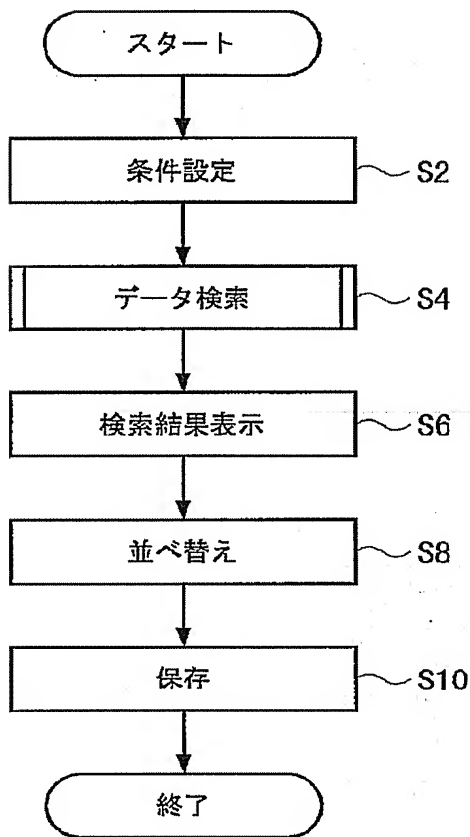 スタート
条件設定 S2
データ検索 S4
検索結果表示 S6
並べ替え S8
保存 S10
終了